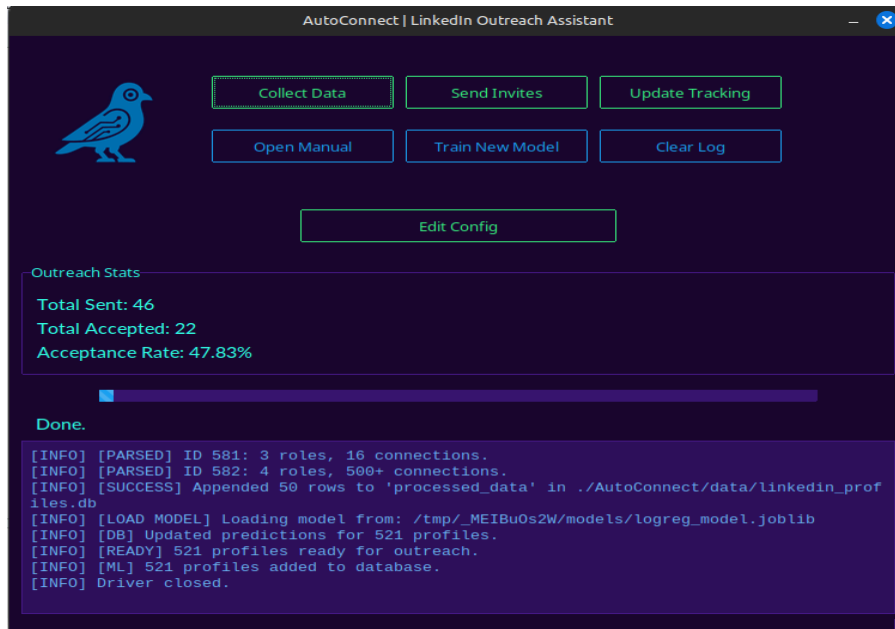 AutoConnect | LinkedIn Outreach Assistant
Collect Data
Send Invites
Update Tracking
Open Manual
Train New Model
Clear Log
Edit Config
Outreach Stats
Total Sent: 46
Total Accepted: 22
Acceptance Rate: 47.83%
Done.
[INFO] [PARSED] ID 581: 3 roles, 16 connections.
[INFO] [PARSED] ID 582: 4 roles, 500+ connections.
[INFO] [SUCCESS] Appended 50 rows to 'processed_data' in ./AutoConnect/data/linkedin_prof
iles.db
[INFO] [LOAD MODEL] Loading model from: /tmp/_MEIBuOs2W/models/logreg_model.joblib
[INFO] [DB] Updated predictions for 521 profiles.
[INFO] [READY] 521 profiles ready for outreach.
[INFO] [ML] 521 profiles added to database.
[INFO] Driver closed.